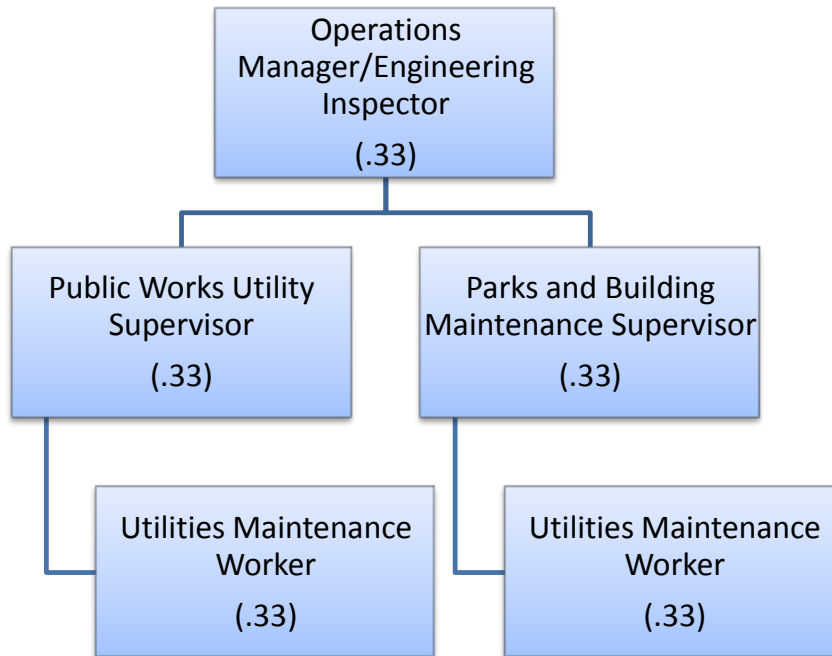 Operations
Manager/Engineering
Inspector
(.33)
Public Works Utility
Supervisor
(.33)
Parks and Building
Maintenance Supervisor
(.33)
Utilities Maintenance
Worker
(.33)
Utilities Maintenance
Worker
(.33)